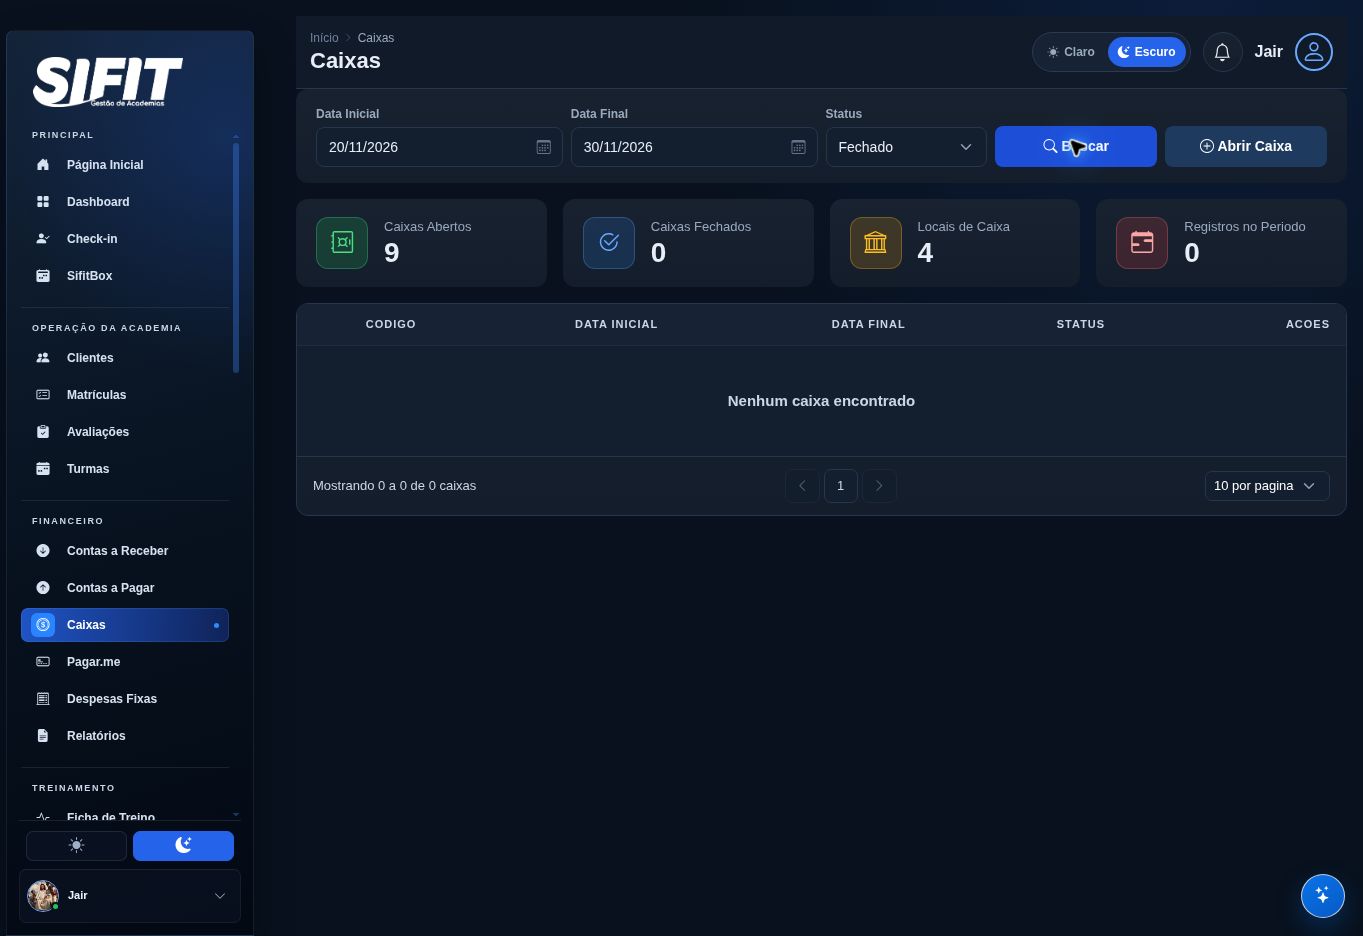 Início > Caixas
Caixas
Claro
Escuro
Jair
SIFIT
Gestão de Academias
PRINCIPAL
Página Inicial
Dashboard
Check-in
SifitBox
OPERAÇÃO DA ACADEMIA
Clientes
Matrículas
Avaliações
Turmas
FINANCEIRO
Contas a Receber
Contas a Pagar
Caixas
Pagar.me
Despesas Fixas
Relatórios
TREINAMENTO
Ficha de Treino
Jair
Data Inicial
20/11/2026
Data Final
30/11/2026
Status
Fechado
Abrir Caixa
Caixas Abertos
9
Caixas Fechados
0
Locais de Caixa
4
Registros no Periodo
0
CODIGO DATA INICIAL DATA FINAL STATUS ACOES
Nenhum caixa encontrado
Mostrando 0 a 0 de 0 caixas
1
10 por pagina